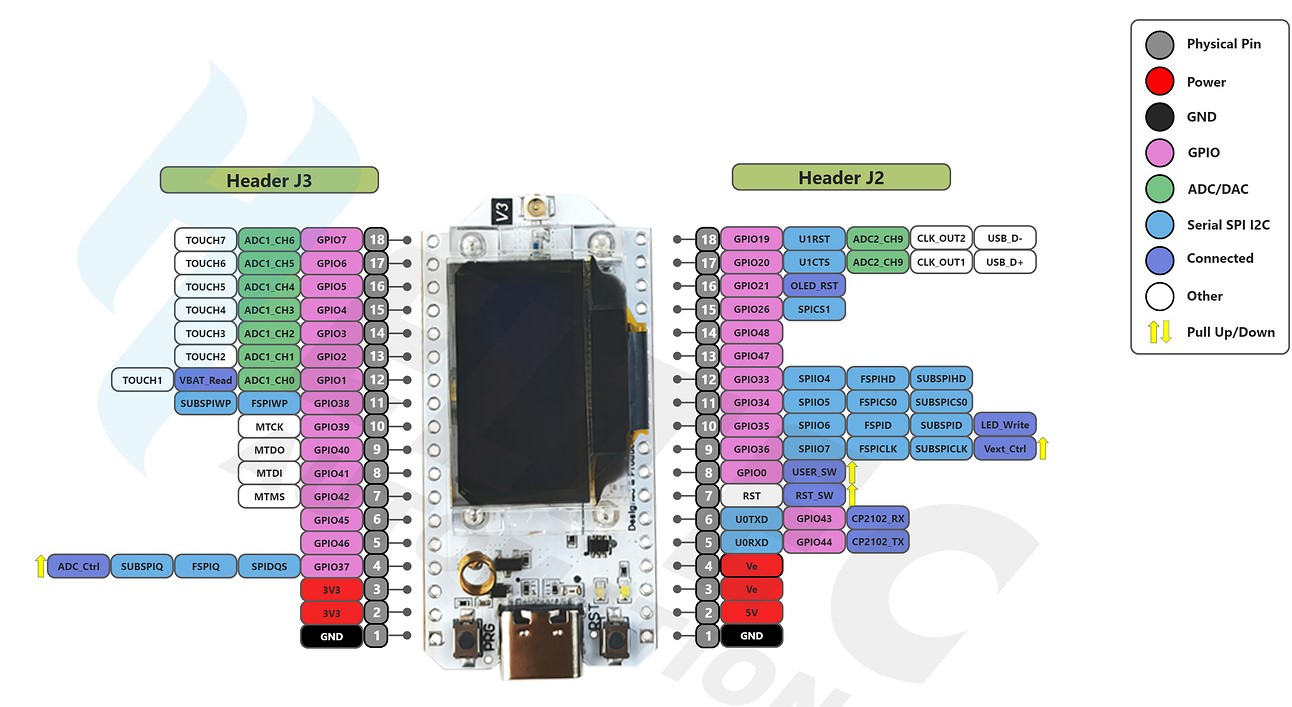 Physical Pin
Power
GND
GPIO
ADC/DAC
Serial SPI I2C
Connected
Other
Pull Up/Down
Header J3
TOUCH7 ADC1_CH6 GPIO7 18
TOUCH6 ADC1_CH5 GPIO6 17
TOUCH5 ADC1_CH4 GPIO5 16
TOUCH4 ADC1_CH3 GPIO4 15
TOUCH3 ADC1_CH2 GPIO3 14
TOUCH2 ADC1_CH1 GPIO2 13
TOUCH1 VBAT_Read ADC1_CH0 GPIO1 12
SUBSPIWP FSPIWP GPIO38 11
MTCK GPIO39 10
MTDO GPIO40 9
MTDI GPIO41 8
MTMS GPIO42 7
GPIO45 6
GPIO46 5
ADC_Ctrl SUBSPIQ FSPIQ SPIDQS GPIO37 4
3V3 3
3V3 2
GND 1
V3
PRG
RST
Header J2
18 GPIO19 U1RST ADC2_CH9 CLK_OUT2 USB_D-
17 GPIO20 U1CTS ADC2_CH9 CLK_OUT1 USB_D+
16 GPIO21 OLED_RST
15 GPIO26 SPICS1
14 GPIO48
13 GPIO47
12 GPIO33 SPIIO4 FSPIHD SUBSPIHD
11 GPIO34 SPIIO5 FSPICS0 SUBSPICS0
10 GPIO35 SPIIO6 FSPID SUBSPID LED_Write
9 GPIO36 SPIIO7 FSPICLK SUBSPICLK Vext_Ctrl
8 GPIO0 USER_SW
7 RST RST_SW
6 U0TXD GPIO43 CP2102_RX
5 U0RXD GPIO44 CP2102_TX
4 Ve
3 Ve
2 5V
1 GND